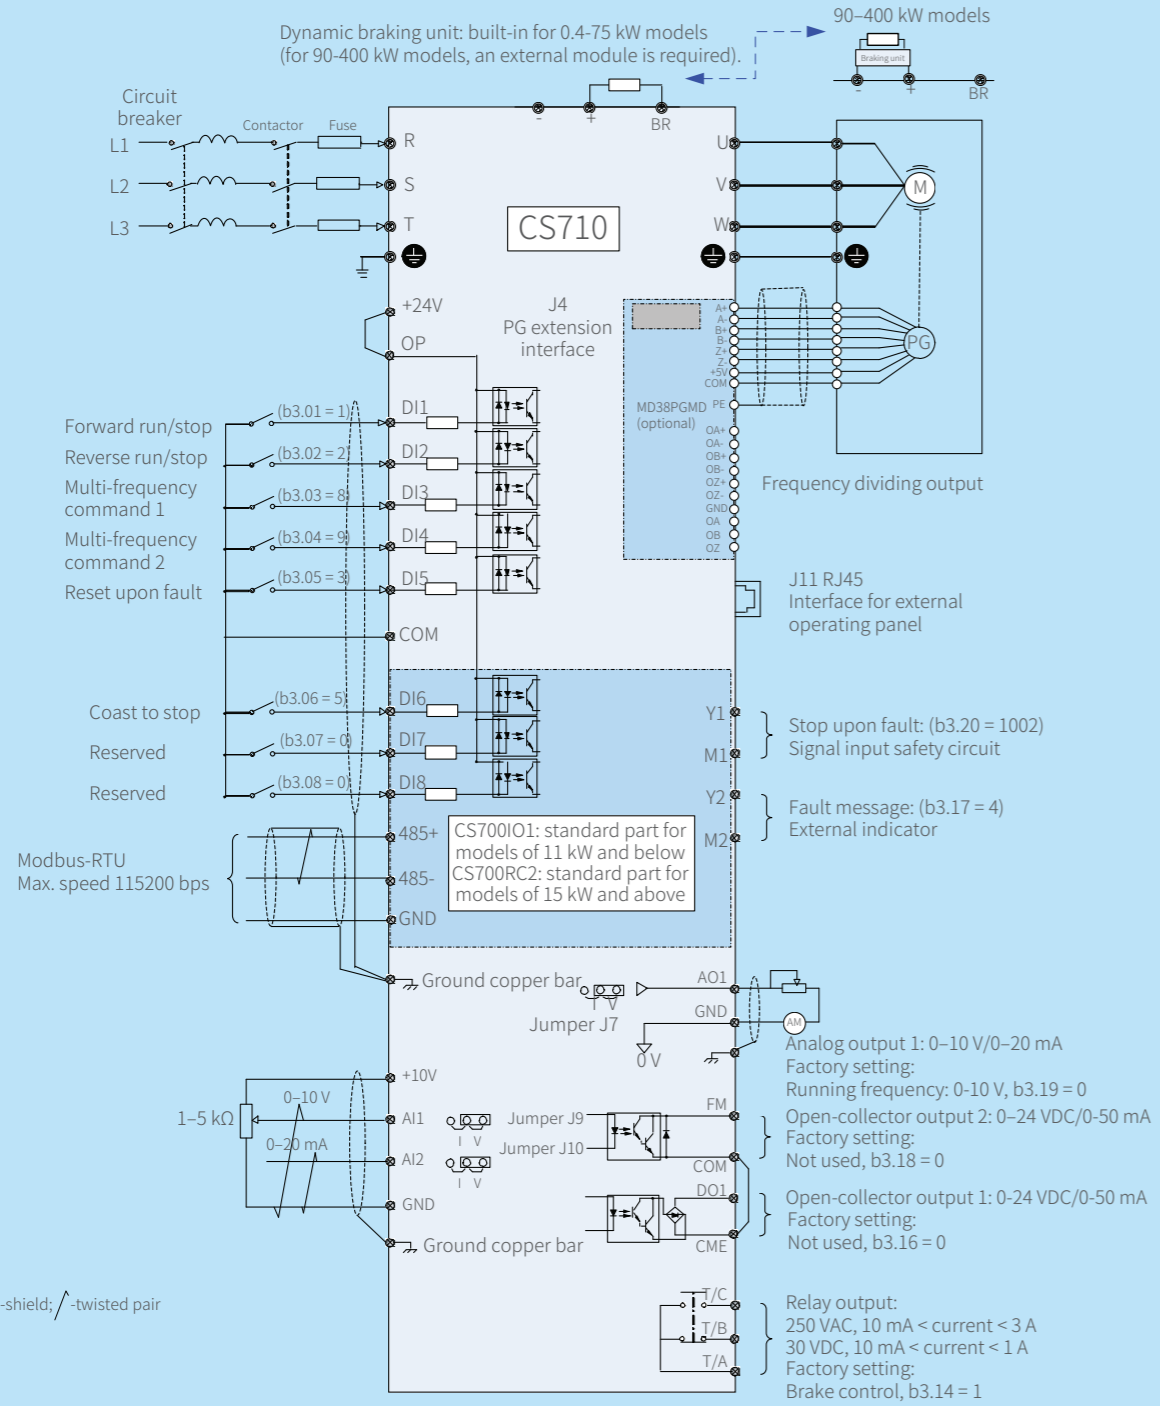 90–400 kW models
Dynamic braking unit: built-in for 0.4-75 kW models
(for 90-400 kW models, an external module is required).
Braking unit
-
+
BR
-
+
BR
Circuit
breaker
Contactor
Fuse
L1
L2
L3
R
S
T
CS710
U
V
W
M
+24V
OP
J4
PG extension
interface
A+
A-
B+
B-
Z+
Z-
+5V
COM
PG
MD38PGMD
(optional)
PE
OA+
OA-
OB+
OB-
OZ+
OZ-
GND
OA
OB
OZ
Frequency dividing output
Forward run/stop
(b3.01 = 1)
DI1
Reverse run/stop
(b3.02 = 2)
DI2
Multi-frequency
command 1
(b3.03 = 8)
DI3
Multi-frequency
command 2
(b3.04 = 9)
DI4
Reset upon fault
(b3.05 = 3)
DI5
J11 RJ45
Interface for external
operating panel
COM
Coast to stop
(b3.06 = 5)
DI6
Reserved
(b3.07 = 0)
DI7
Reserved
(b3.08 = 0)
DI8
Y1
M1
Stop upon fault: (b3.20 = 1002)
Signal input safety circuit
Y2
M2
Fault message: (b3.17 = 4)
External indicator
Modbus-RTU
Max. speed 115200 bps
485+
485-
GND
CS700IO1: standard part for
models of 11 kW and below
CS700RC2: standard part for
models of 15 kW and above
Ground copper bar
I V
Jumper J7
AO1
GND
0 V
AM
Analog output 1: 0–10 V/0–20 mA
Factory setting:
Running frequency: 0-10 V, b3.19 = 0
+10V
0–10 V
1–5 kΩ
AI1
0–20 mA
AI2
GND
Jumper J9
I V
Jumper J10
I V
FM
COM
Open-collector output 2: 0–24 VDC/0-50 mA
Factory setting:
Not used, b3.18 = 0
DO1
CME
Open-collector output 1: 0-24 VDC/0-50 mA
Factory setting:
Not used, b3.16 = 0
Ground copper bar
-shield; -twisted pair
T/C
T/B
T/A
Relay output:
250 VAC, 10 mA < current < 3 A
30 VDC, 10 mA < current < 1 A
Factory setting:
Brake control, b3.14 = 1